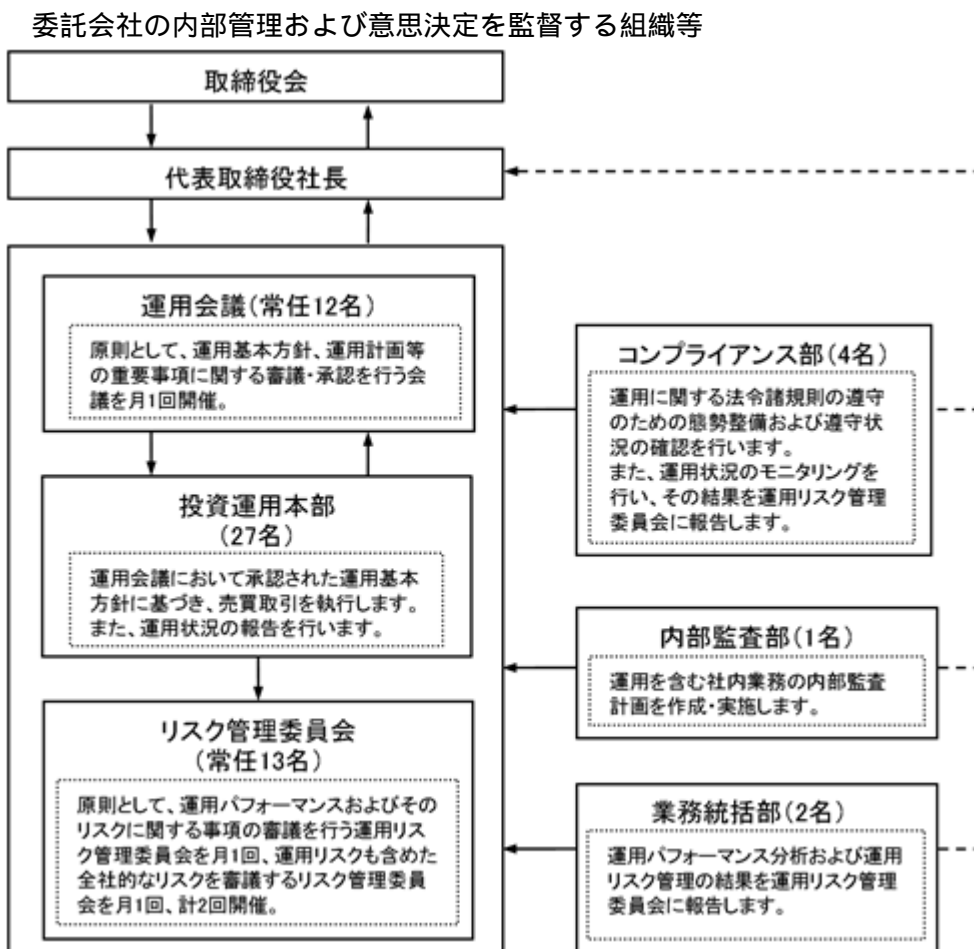 委託会社の内部管理および意思決定を監督する組織等
取締役会
代表取締役社長
運用会議(常任12名)
原則として、運用基本方針、運用計画等
の重要事項に関する審議・承認を行う会
議を月1回開催。
投資運用本部
(27名)
運用会議において承認された運用基本
方針に基づき、売買取引を執行します。
また、運用状況の報告を行います。
リスク管理委員会
(常任13名)
原則として、運用パフォーマンスおよびその
リスクに関する事項の審議を行う運用リス
ク管理委員会を月1回、運用リスクも含めた
全社的なリスクを審議するリスク管理委員
会を月1回、計2回開催。
コンプライアンス部(4名)
運用に関する法令諸規則の遵守
のための態勢整備および遵守状
況の確認を行います。
また、運用状況のモニタリングを
行い、その結果を運用リスク管理
委員会に報告します。
内部監査部(1名)
運用を含む社内業務の内部監査
計画を作成・実施します。
業務統括部(2名)
運用パフォーマンス分析および運用
リスク管理の結果を運用リスク管理
委員会に報告します。